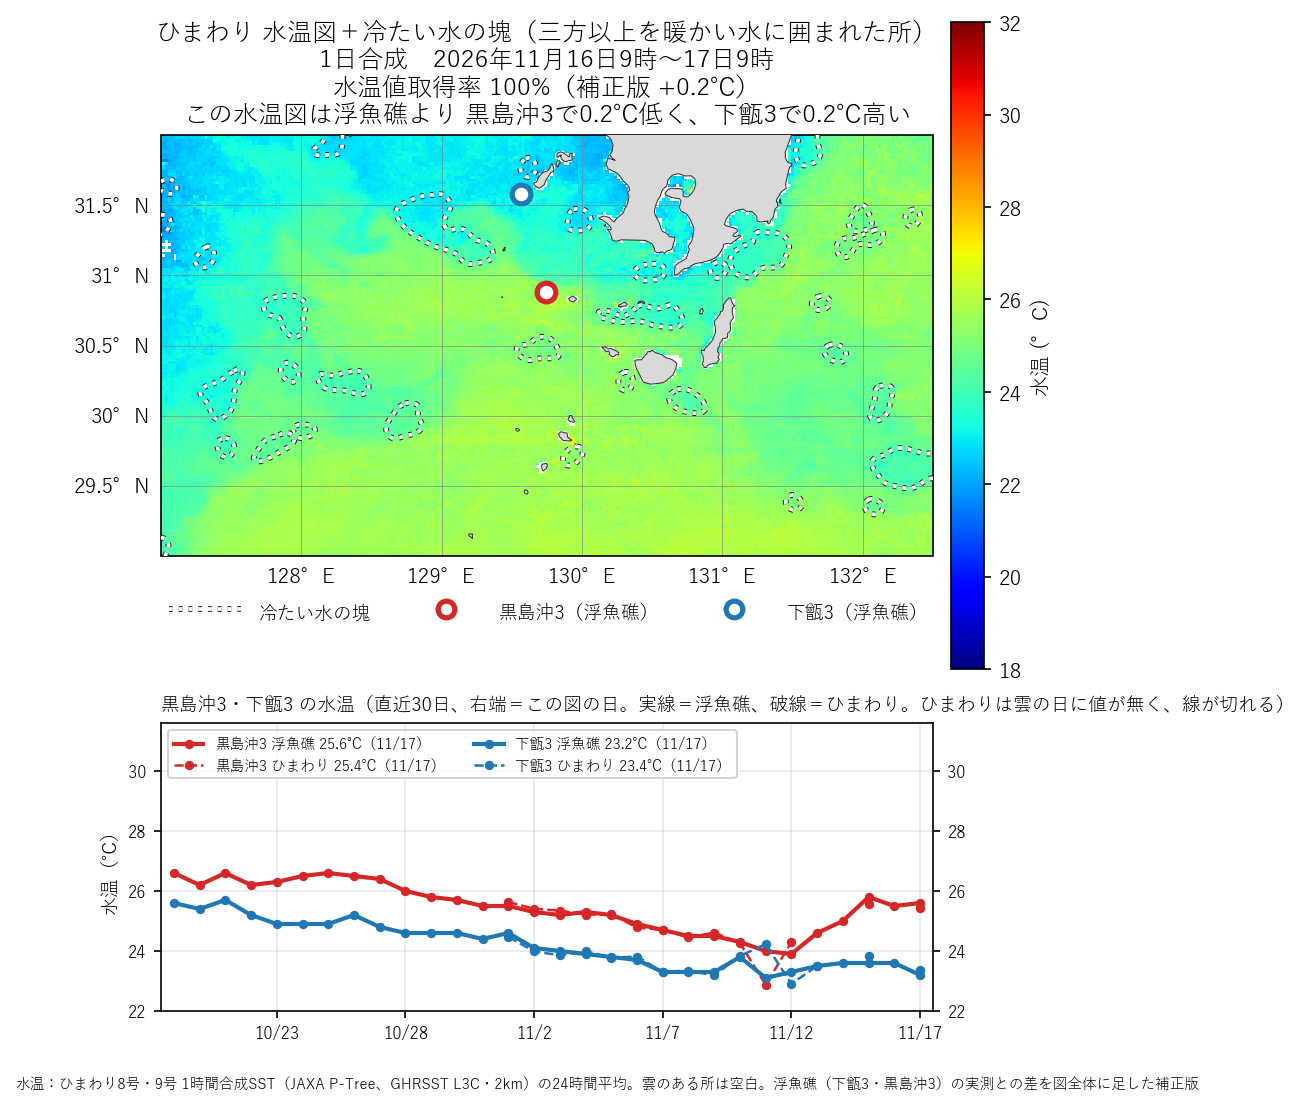 ひまわり 水温図＋冷たい水の塊（三方以上を暖かい水に囲まれた所）
1日合成　2026年11月16日9時～17日9時
水温値取得率 100%（補正版 +0.2℃）
この水温図は浮魚礁より 黒島沖3で0.2℃低く、下甑3で0.2℃高い
31.5° N
31° N
30.5° N
30° N
29.5° N
128° E
129° E
130° E
131° E
132° E
32
30
28
26
24
22
20
18
水温（° C）
冷たい水の塊
黒島沖3（浮魚礁）
下甑3（浮魚礁）
黒島沖3・下甑3 の水温（直近30日、右端＝この図の日。実線＝浮魚礁、破線＝ひまわり。ひまわりは雲の日に値が無く、線が切れる）
黒島沖3 浮魚礁 25.6℃（11/17）
黒島沖3 ひまわり 25.4℃（11/17）
下甑3 浮魚礁 23.2℃（11/17）
下甑3 ひまわり 23.4℃（11/17）
水温（℃）
30
28
26
24
22
30
28
26
24
22
10/23
10/28
11/2
11/7
11/12
11/17
水温：ひまわり8号・9号 1時間合成SST（JAXA P-Tree、GHRSST L3C・2km）の24時間平均。雲のある所は空白。浮魚礁（下甑3・黒島沖3）の実測との差を図全体に足した補正版